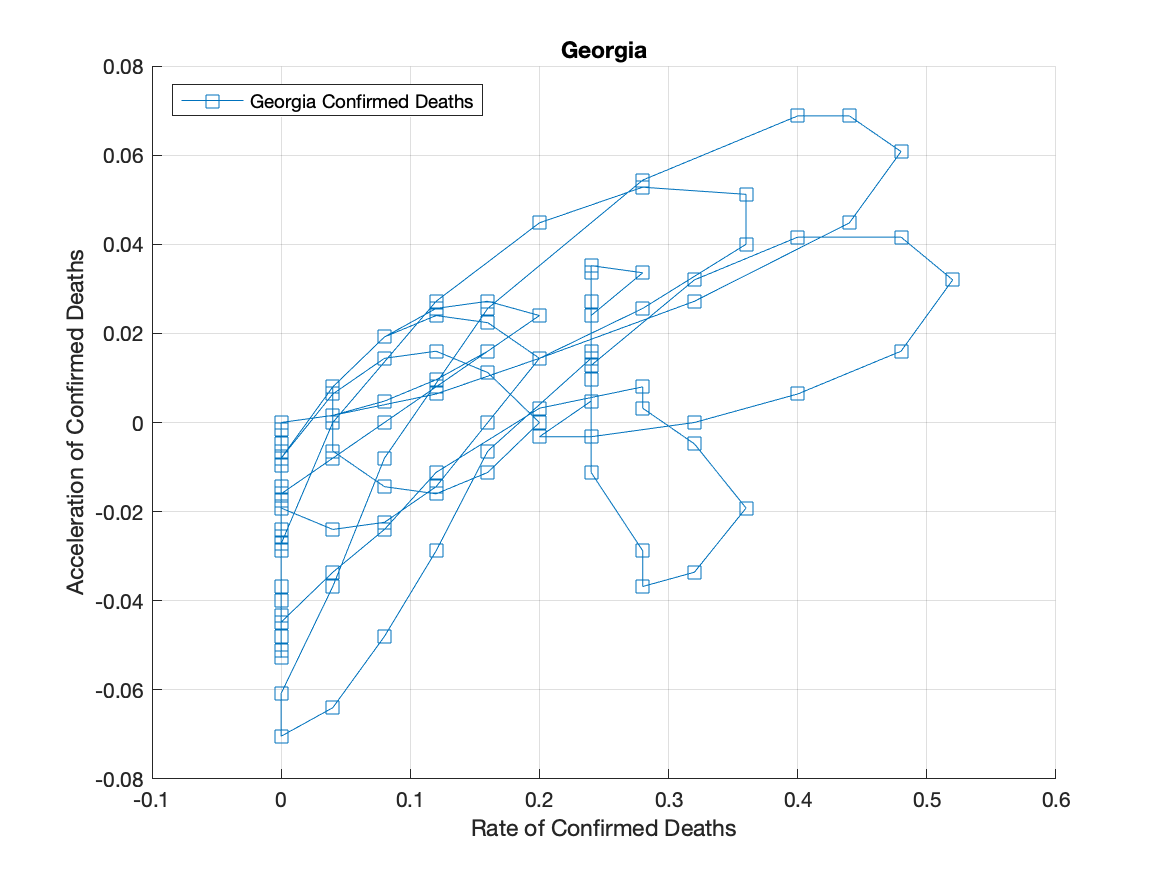 Georgia
Georgia Confirmed Deaths
0.08
0.06
0.04
0.02
0
-0.02
-0.04
-0.06
-0.08
Acceleration of Confirmed Deaths
-0.1 0 0.1 0.2 0.3 0.4 0.5 0.6
Rate of Confirmed Deaths